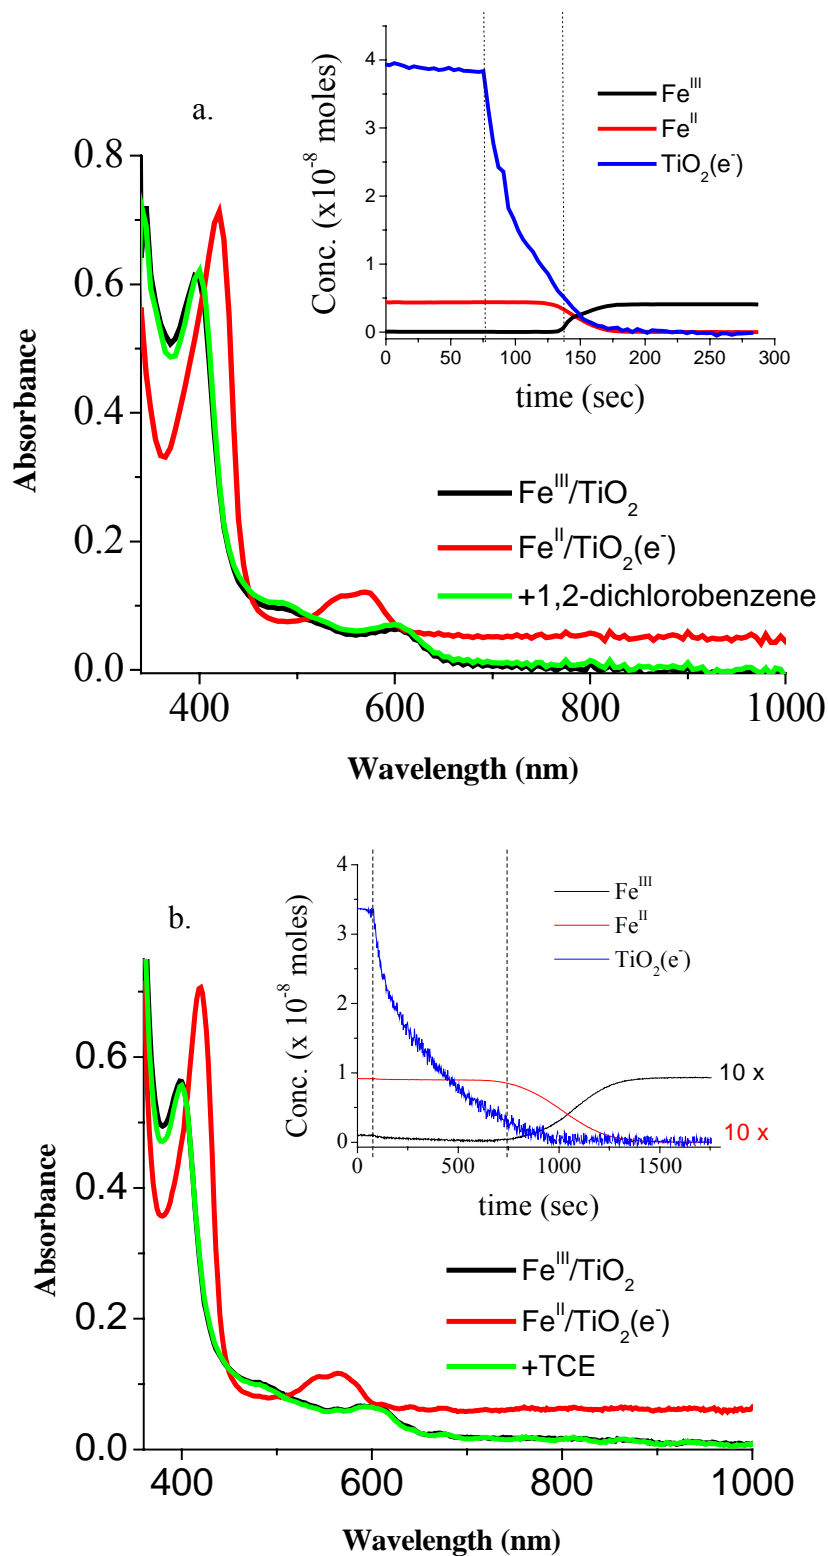 a.
Conc. (x10⁻⁸ moles)
4
3
2
1
0
0 50 100 150 200 250 300
time (sec)
Feᴵᴵᴵ
Feᴵᴵ
TiO₂(e⁻)
Absorbance
0.8
0.6
0.4
0.2
0.0
Feᴵᴵᴵ/TiO₂
Feᴵᴵ/TiO₂(e⁻)
+1,2-dichlorobenzene
400 600 800 1000
Wavelength (nm)
b.
Conc. (x 10⁻⁸ moles)
4
3
2
1
0
0 500 1000 1500
time (sec)
Feᴵᴵᴵ
Feᴵᴵ
TiO₂(e⁻)
10 x
10 x
Absorbance
0.6
0.4
0.2
0.0
Feᴵᴵᴵ/TiO₂
Feᴵᴵ/TiO₂(e⁻)
+TCE
400 600 800 1000
Wavelength (nm)